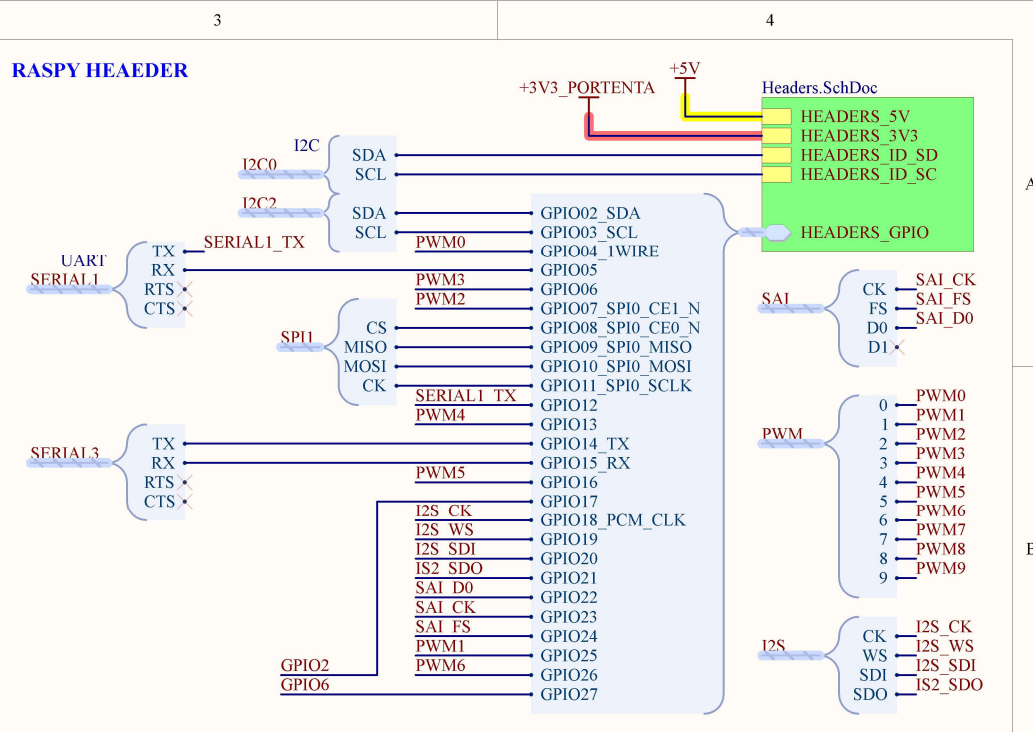 3
4
RASPY HEAEDER
+5V
+3V3_PORTENTA
Headers.SchDoc
HEADERS_5V
HEADERS_3V3
HEADERS_ID_SD
HEADERS_ID_SC
HEADERS_GPIO
A
B
I2C
I2C0
SDA
SCL
I2C2
SDA
SCL
UART
SERIAL1
TX
RX
RTS
CTS
SERIAL1_TX
SPI1
CS
MISO
MOSI
CK
SERIAL3
TX
RX
RTS
CTS
GPIO2
GPIO6
PWM0
PWM3
PWM2
SERIAL1_TX
PWM4
PWM5
I2S_CK
I2S_WS
I2S_SDI
IS2_SDO
SAI_D0
SAI_CK
SAI_FS
PWM1
PWM6
GPIO02_SDA
GPIO03_SCL
GPIO04_1WIRE
GPIO05
GPIO06
GPIO07_SPI0_CE1_N
GPIO08_SPI0_CE0_N
GPIO09_SPI0_MISO
GPIO10_SPI0_MOSI
GPIO11_SPI0_SCLK
GPIO12
GPIO13
GPIO14_TX
GPIO15_RX
GPIO16
GPIO17
GPIO18_PCM_CLK
GPIO19
GPIO20
GPIO21
GPIO22
GPIO23
GPIO24
GPIO25
GPIO26
GPIO27
SAI
CK SAI_CK
FS SAI_FS
D0 SAI_D0
D1
PWM
0 PWM0
1 PWM1
2 PWM2
3 PWM3
4 PWM4
5 PWM5
6 PWM6
7 PWM7
8 PWM8
9 PWM9
I2S
CK I2S_CK
WS I2S_WS
SDI I2S_SDI
SDO IS2_SDO